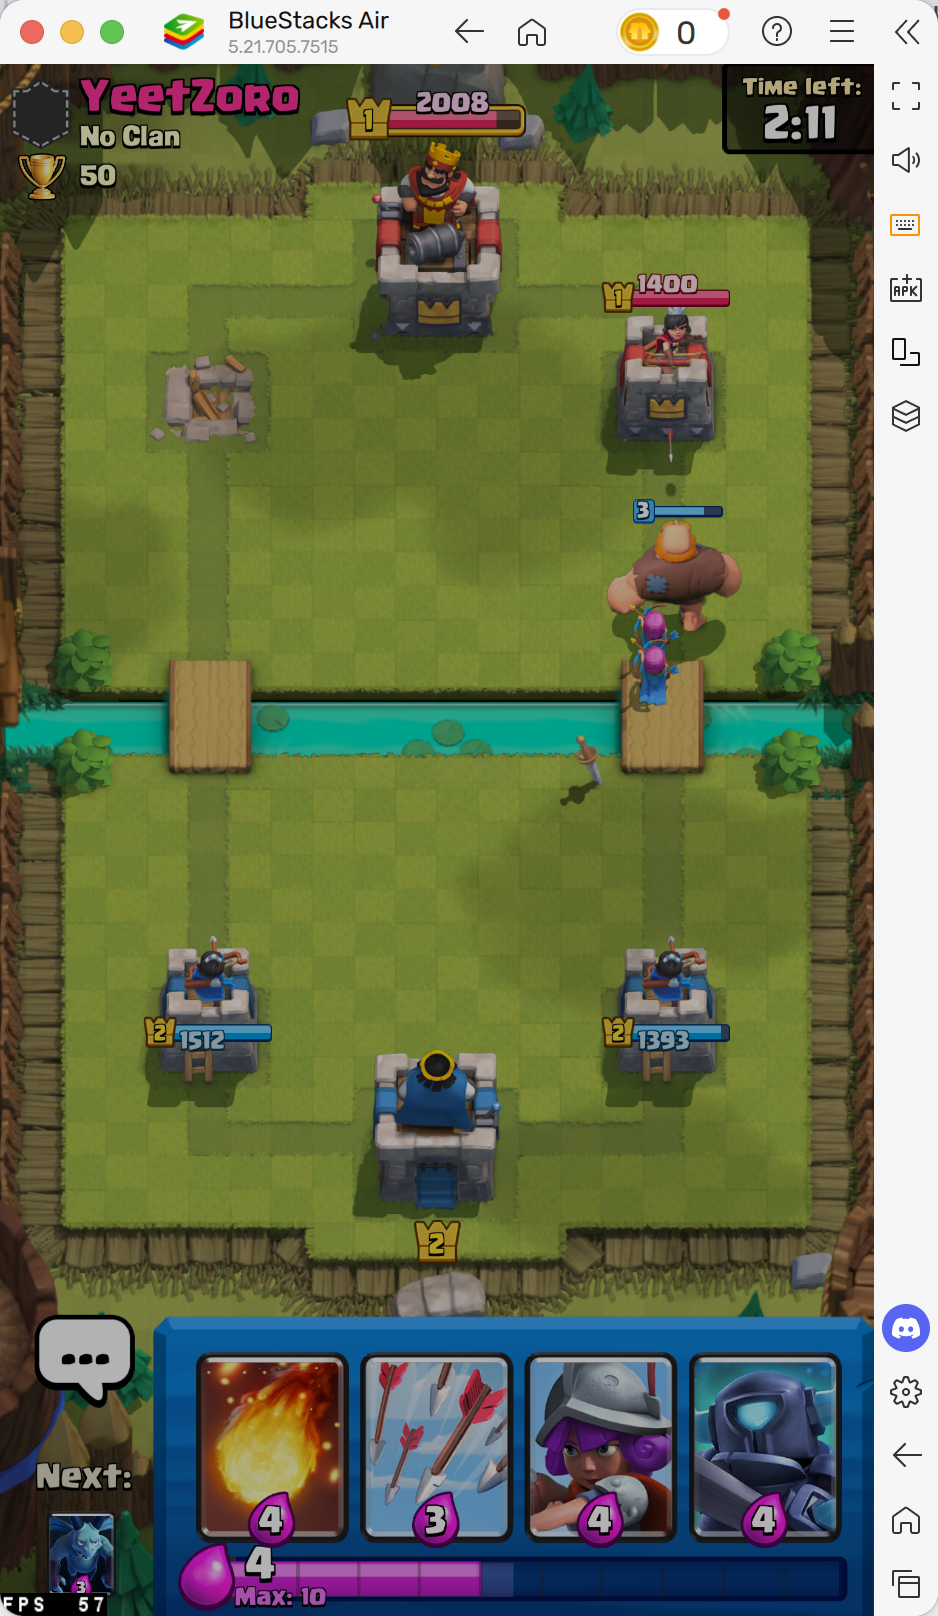 BlueStacks Air
5.21.705.7515
0
YeetZoro
No Clan
50
1
2008
Time left:
2:11
1
1400
3
2
1512
2
1393
2
...
4
3
4
4
Next:
3
4
Max: 10
FPS 57
APK